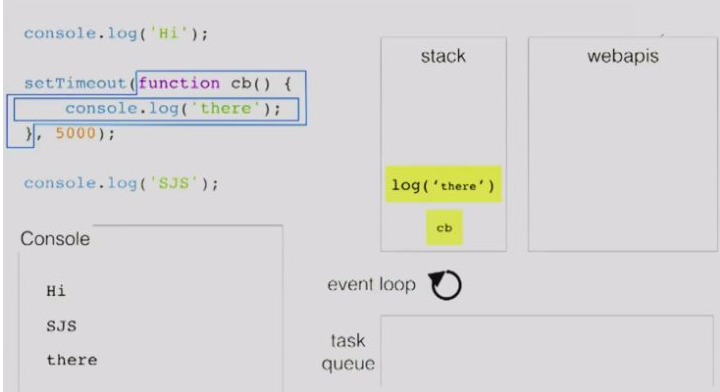 console.log('Hi');
setTimeout(function cb() {
console.log('there');
}, 5000);
console.log('SJS');
Console
Hi
SJS
there
stack
log('there')
cb
webapis
event loop
task
queue